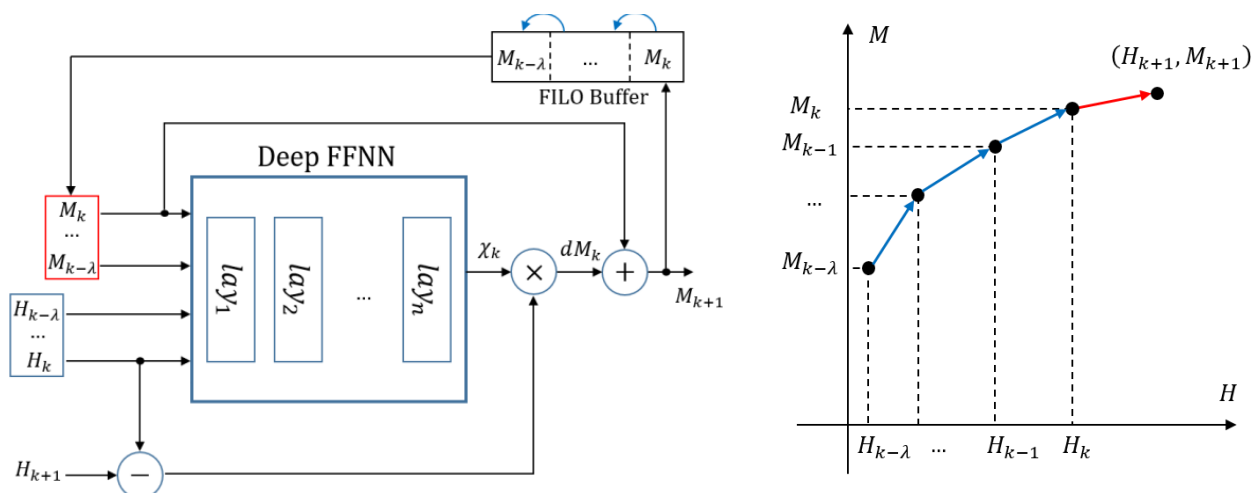 M_{k-λ} ... M_k
FILO Buffer
Deep FFNN
M_k
...
M_{k-λ}
H_{k-λ}
...
H_k
H_{k+1}
−
lay_1
lay_2
...
lay_n
χ_k
×
dM_k
+
M_{k+1}
M
(H_{k+1}, M_{k+1})
M_k
M_{k-1}
...
M_{k-λ}
H
H_{k-λ} ... H_{k-1} H_k